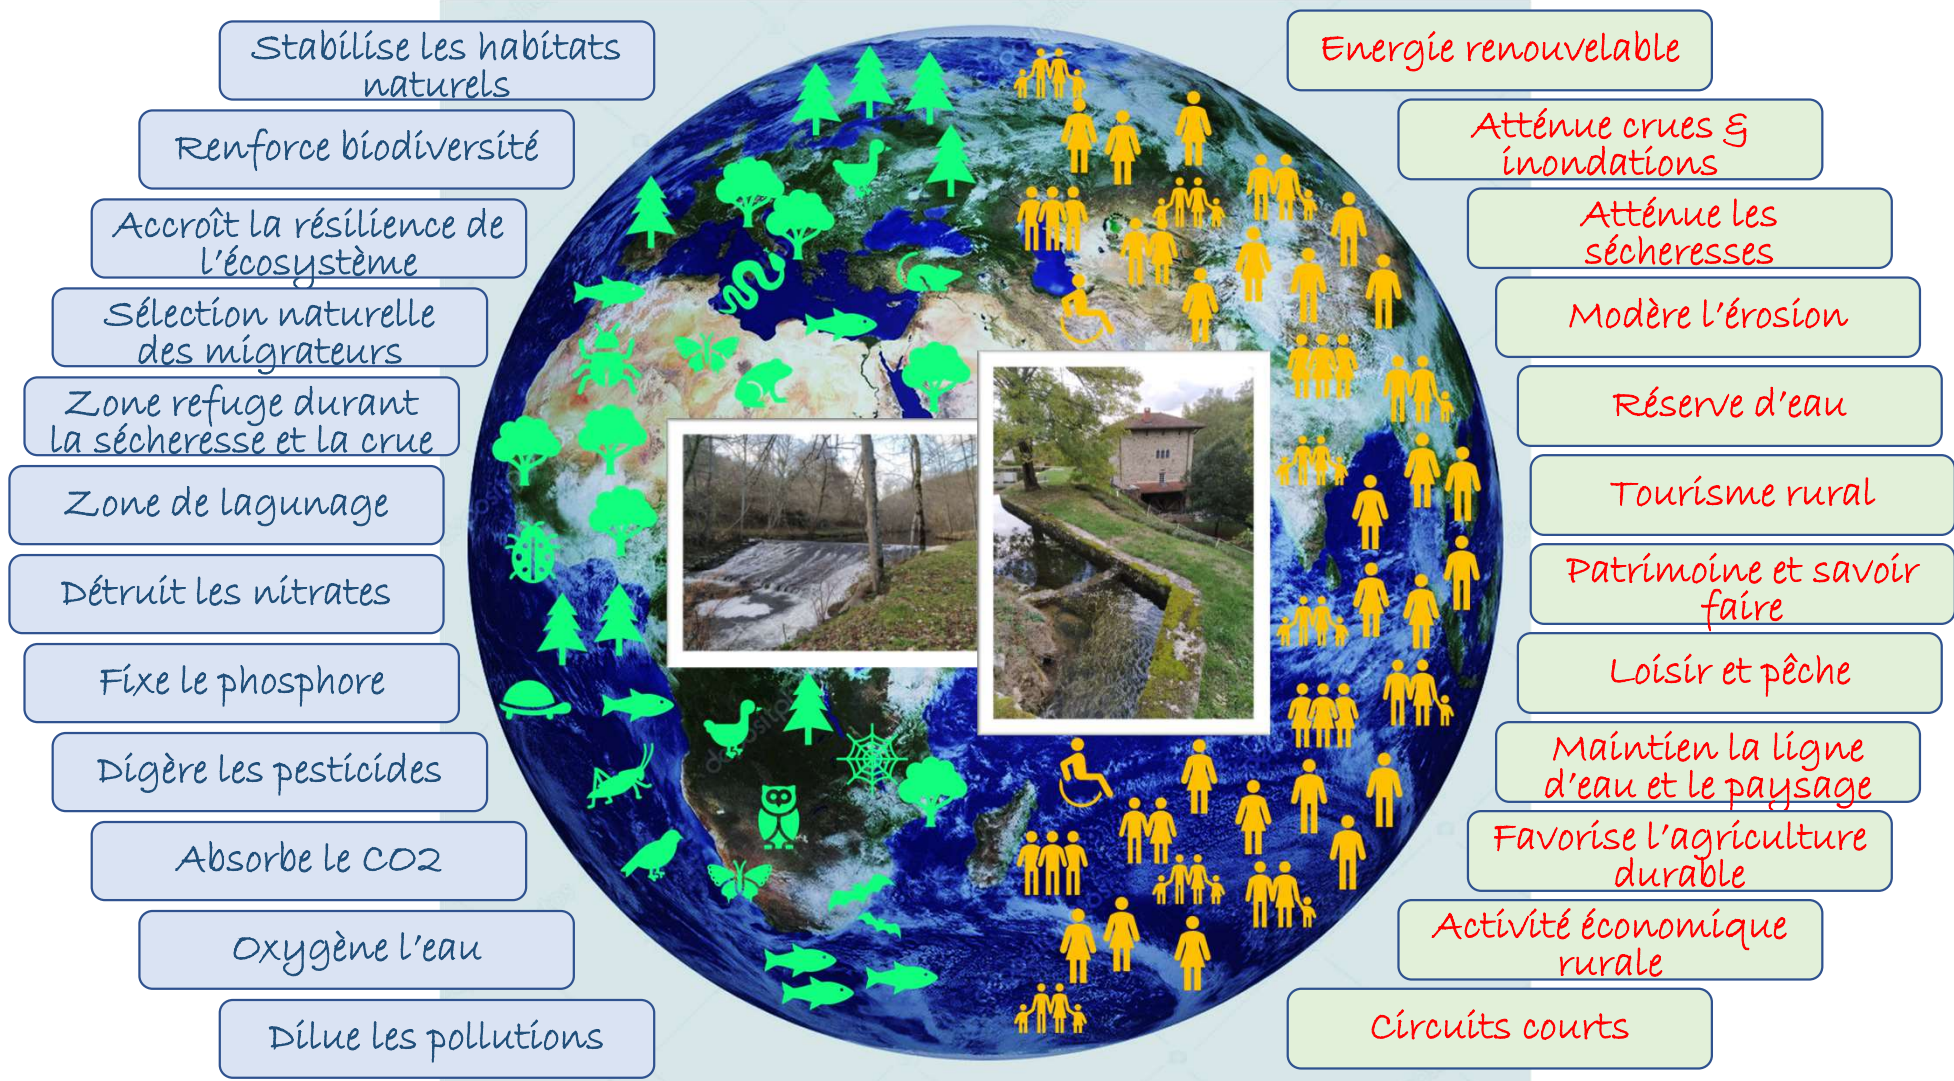 Stabilise les habitats
naturels
Renforce biodiversité
Accroît la résilience de
l'écosystème
Sélection naturelle
des migrateurs
Zone refuge durant
la sécheresse et la crue
Zone de lagunage
Détruit les nitrates
Fixe le phosphore
Digère les pesticides
Absorbe le CO2
Oxygène l'eau
Dilue les pollutions
Energie renouvelable
Atténue crues &
inondations
Atténue les
sécheresses
Modère l'érosion
Réserve d'eau
Tourisme rural
Patrimoine et savoir
faire
Loisir et pêche
Maintien la ligne
d'eau et le paysage
Favorise l'agriculture
durable
Activité économique
rurale
Circuits courts